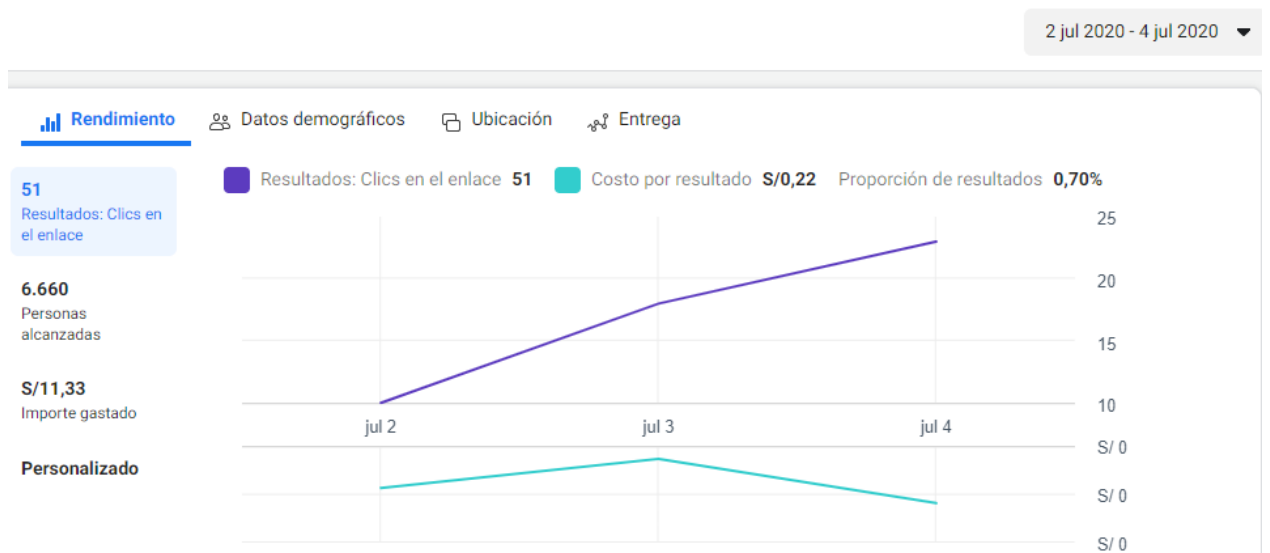 2 jul 2020 - 4 jul 2020
Rendimiento
Datos demográficos
Ubicación
Entrega
51
Resultados: Clics en
el enlace
6.660
Personas
alcanzadas
S/11,33
Importe gastado
Personalizado
Resultados: Clics en el enlace 51
Costo por resultado S/0,22
Proporción de resultados 0,70%
25
20
15
10
jul 2
jul 3
jul 4
S/ 0
S/ 0
S/ 0